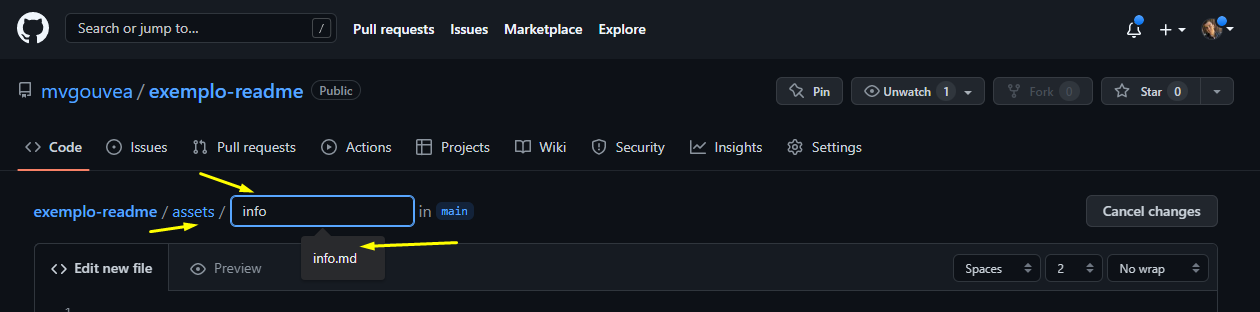 Search or jump to... /
Pull requests Issues Marketplace Explore
mvgouvea / exemplo-readme Public
Pin Unwatch 1 Fork 0 Star 0
Code Issues Pull requests Actions Projects Wiki Security Insights Settings
exemplo-readme / assets / info in main Cancel changes
info.md
Edit new file Preview Spaces 2 No wrap
1